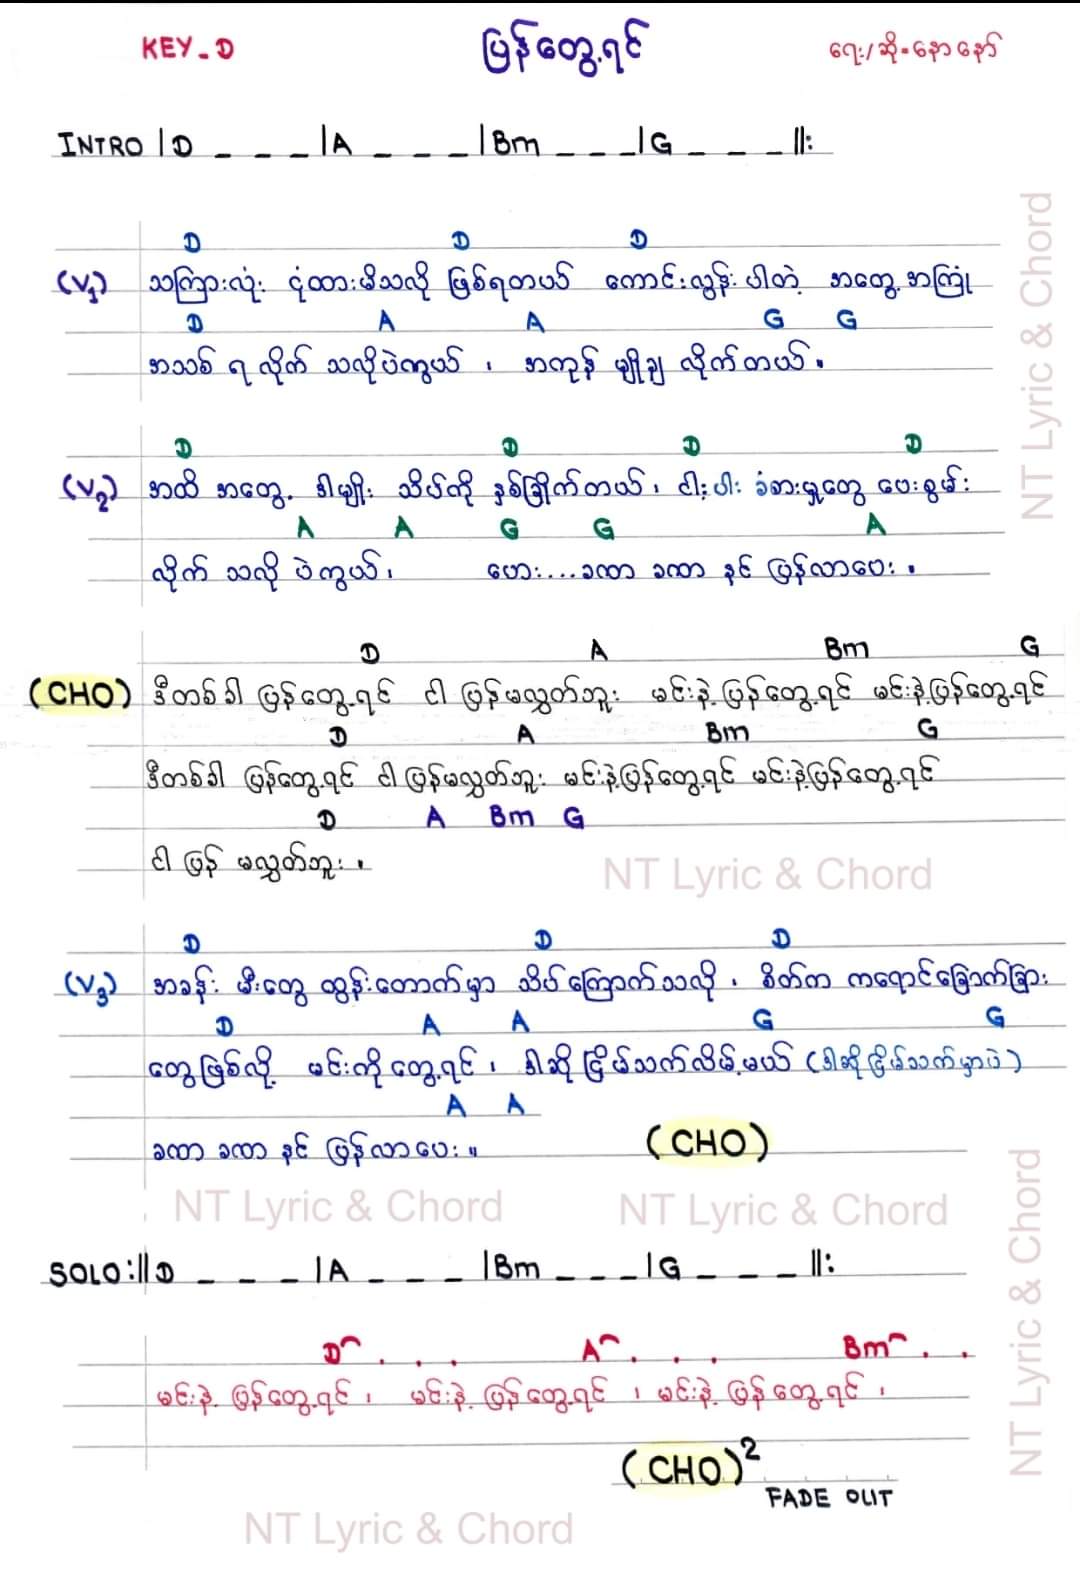 KEY-D ပြန်တွေ့ရင် ရေး/ဆို-နောနော်
INTRO |D _ _ _ |A _ _ _ |Bm _ _ _ |G _ _ _ ||:
D D D
(V1) သကြားလုံး ငုံထားမိသလို ဖြစ်ရတယ် ကောင်းလွန်းပါတဲ့ အတွေ့အကြုံ
D A A G G
အသစ် ရ လိုက် သလိုပဲကွယ် ၊ အကုန် မျိုချ လိုက်တယ် ။
D D D D
(V2) အထိ အတွေ့ ဒါမျိုး သိပ်ကို နှစ်ခြိုက်တယ် ၊ ငါ့ပါး ခံစားမှုတွေ ပေးစွမ်း
A A G G A
လိုက် သလို ပဲကွယ် ၊ ဟေး....ခဏာ ခဏာ နင် ပြန်လာပေး ။
D A Bm G
(CHO) ဒီတစ်ခါ ပြန်တွေ့ရင် ငါ ပြန်မလွှတ်ဘူး မင်းနဲ့ ပြန်တွေ့ရင် မင်းနဲ့ပြန်တွေ့ရင်
D A Bm G
ဒီတစ်ခါ ပြန်တွေ့ရင် ငါ ပြန်မလွှတ်ဘူး မင်းနဲ့ပြန်တွေ့ရင် မင်းနဲ့ပြန်တွေ့ရင်
D A Bm G
ငါ ပြန် မလွှတ်ဘူး ။
NT Lyric & Chord
D D D
(V3) အခန်း မီးတွေ ထွန်းတောက်မှာ သိပ်ကြောက်သလို ၊ စိတ်က ကရောင်ခြောက်ခြား
D A A G G
တွေဖြစ်လို့ မင်းကို တွေ့ရင် ၊ ဒါဆို ငြိမ်သက်လိမ့်မယ် (ဒါဆို ငြိမ်သက်မှာပဲ)
A A
ခဏာ ခဏာ နင် ပြန်လာပေး ။ (CHO)
NT Lyric & Chord NT Lyric & Chord
SOLO :||D _ _ _ |A _ _ _ |Bm _ _ _ |G _ _ _ ||:
D . . . A . . . Bm . .
မင်းနဲ့ ပြန်တွေ့ရင် ၊ မင်းနဲ့ ပြန်တွေ့ရင် ၊ မင်းနဲ့ ပြန်တွေ့ရင် ၊
(CHO)2
FADE OUT
NT Lyric & Chord
NT Lyric & Chord
NT Lyric & Chord